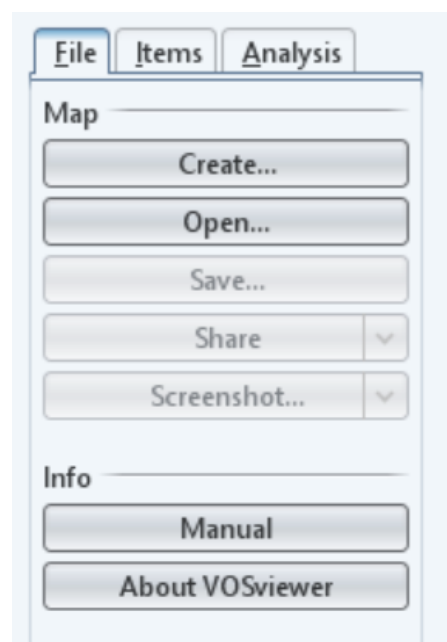 File Items Analysis
Map
Create...
Open...
Save...
Share
Screenshot...
Info
Manual
About VOSviewer